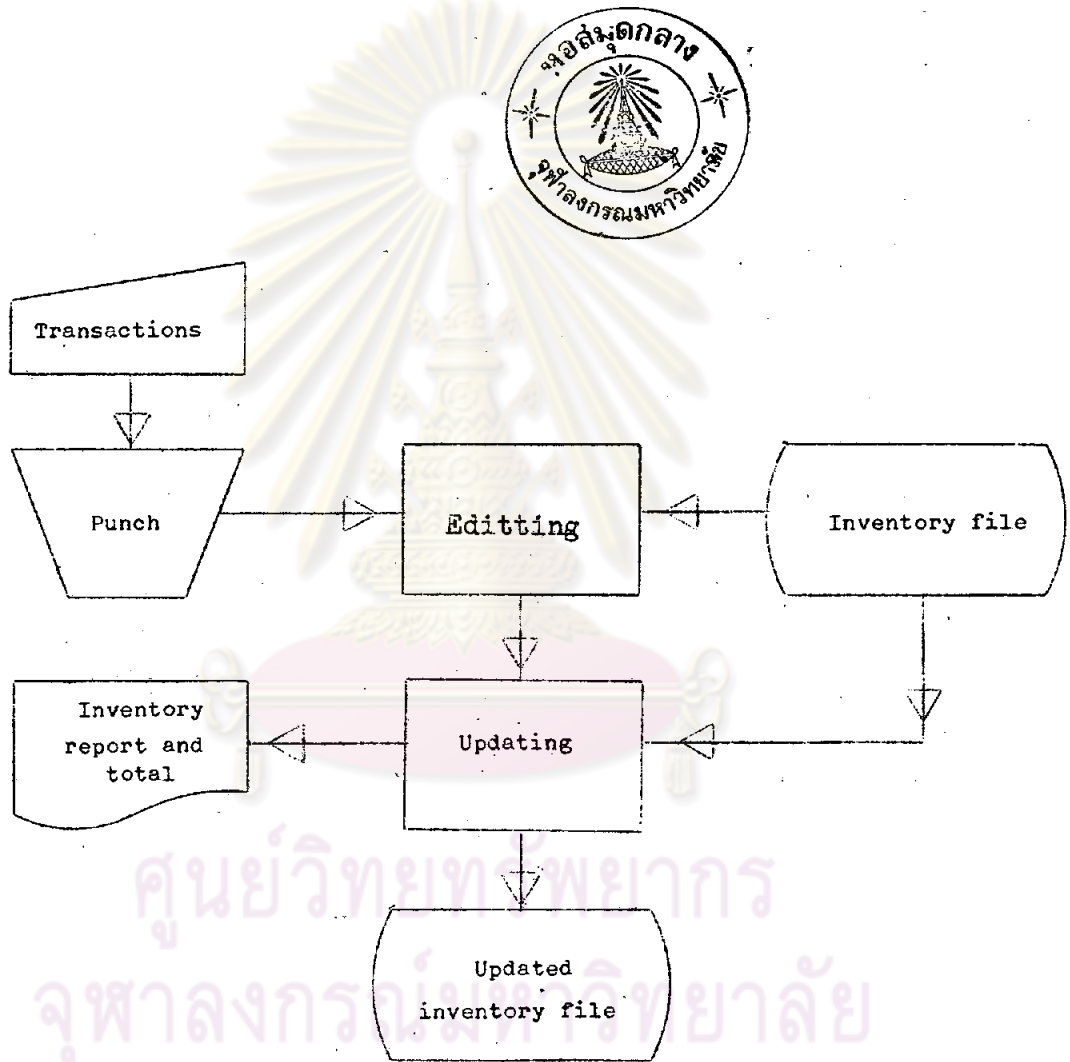 หอสมุดกลาง
จุฬาลงกรณมหาวิทยาลัย
Transactions
Punch
Editting
Inventory file
Inventory
report and
total
Updating
Updated
inventory file
ศูนย์วิทยทรัพยากร
จุฬาลงกรณ์มหาวิทยาลัย